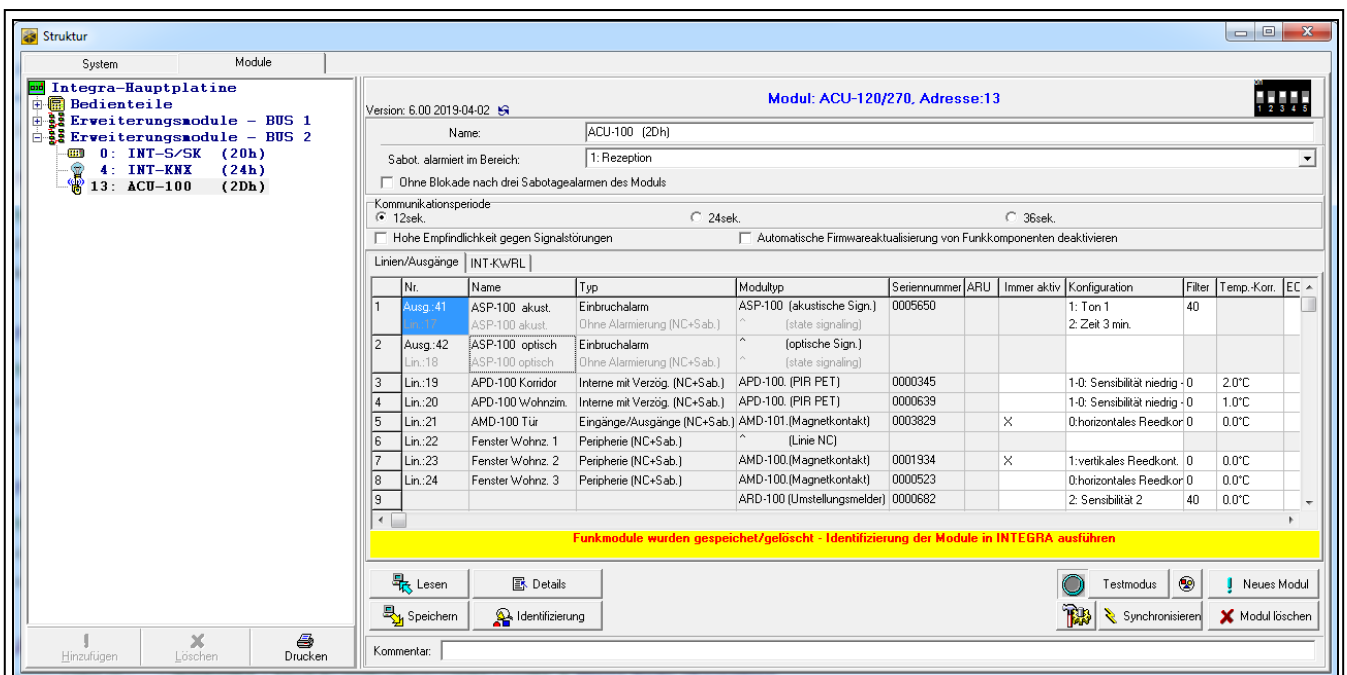 Struktur
System Module
Integra-Hauptplatine
Bedienteile
Erweiterungsmodule - BUS 1
Erweiterungsmodule - BUS 2
0: INT-S/SK (20h)
4: INT-KNX (24h)
13: ACU-100 (2Dh)
Hinzufügen Löschen Drucken
Version: 6.00 2019-04-02 Modul: ACU-120/270, Adresse:13
1 2 3 4 5
Name: ACU-100 (2Dh)
Sabot. alarmiert im Bereich: 1: Rezeption
Ohne Blokade nach drei Sabotagealarmen des Moduls
Kommunikationsperiode
12sek. 24sek. 36sek.
Hohe Empfindlichkeit gegen Signalstörungen Automatische Firmwareaktualisierung von Funkkomponenten deaktivieren
Linien/Ausgänge INT-KWRL
Nr. Name Typ Modultyp Seriennummer ARU Immer aktiv Konfiguration Filter Temp.-Korr. EC
1 Ausg.:41 ASP-100 akust. Einbruchalarm ASP-100 (akustische Sign.) 0005650 1: Ton 1 40
Lin.:17 ASP-100 akust. Ohne Alarmierung (NC+Sab.) ^ (state signaling) 2: Zeit 3 min.
2 Ausg.:42 ASP-100 optisch Einbruchalarm ^ (optische Sign.)
Lin.:18 ASP-100 optisch Ohne Alarmierung (NC+Sab.) ^ (state signaling)
3 Lin.:19 APD-100 Korridor Interne mit Verzög. (NC+Sab.) APD-100. (PIR PET) 0000345 1-0: Sensibilität niedrig - 0 2.0°C
4 Lin.:20 APD-100 Wohnzim. Interne mit Verzög. (NC+Sab.) APD-100. (PIR PET) 0000639 1-0: Sensibilität niedrig - 0 1.0°C
5 Lin.:21 AMD-100 Tür Eingänge/Ausgänge (NC+Sab.) AMD-101.(Magnetkontakt) 0003829 X 0:horizontales Reedkor 0 0.0°C
6 Lin.:22 Fenster Wohnz. 1 Peripherie (NC+Sab.) ^ (Linie NC)
7 Lin.:23 Fenster Wohnz. 2 Peripherie (NC+Sab.) AMD-100.(Magnetkontakt) 0001934 X 1:vertikales Reedkont. 0 0.0°C
8 Lin.:24 Fenster Wohnz. 3 Peripherie (NC+Sab.) AMD-100.(Magnetkontakt) 0000523 0:horizontales Reedkor 0 0.0°C
9 ARD-100 (Umstellungsmelder) 0000682 2: Sensibilität 2 40 0.0°C
Funkmodule wurden gespeichet/gelöscht - Identifizierung der Module in INTEGRA ausführen
Lesen Details Testmodus Neues Modul
Speichern Identifizierung Synchronisieren Modul löschen
Kommentar: